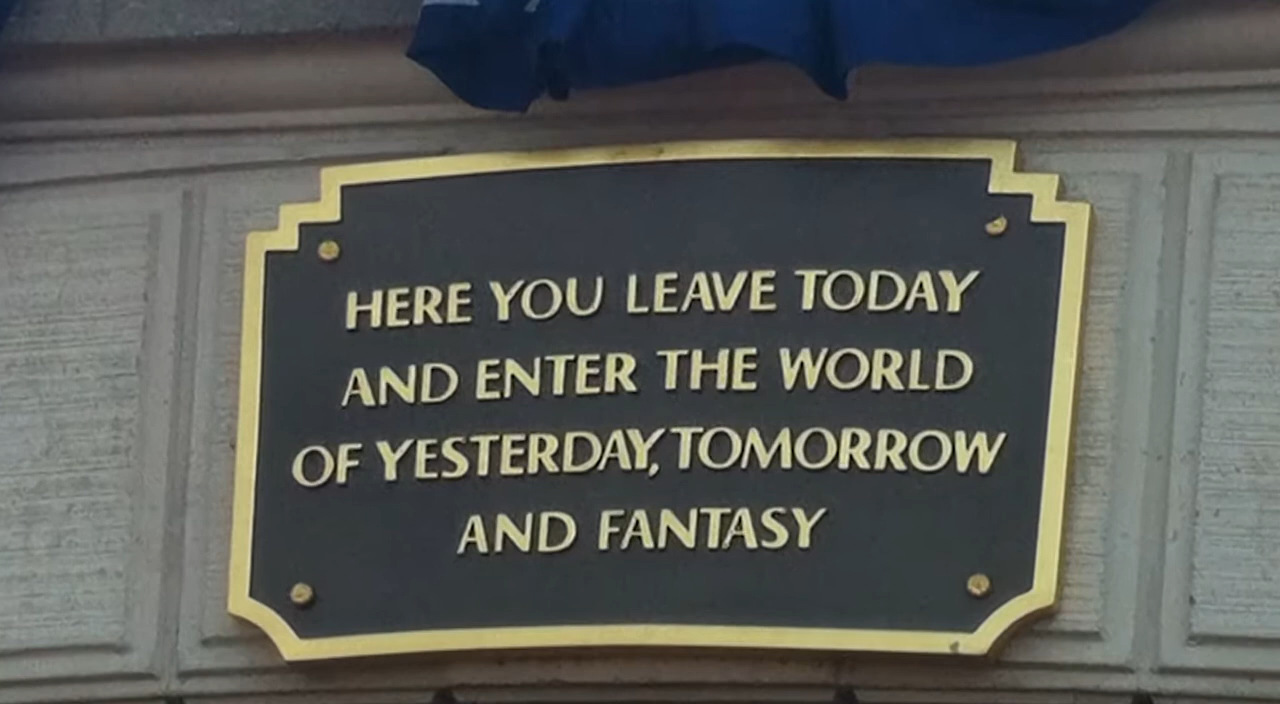 HERE YOU LEAVE TODAY
AND ENTER THE WORLD
OF YESTERDAY, TOMORROW
AND FANTASY